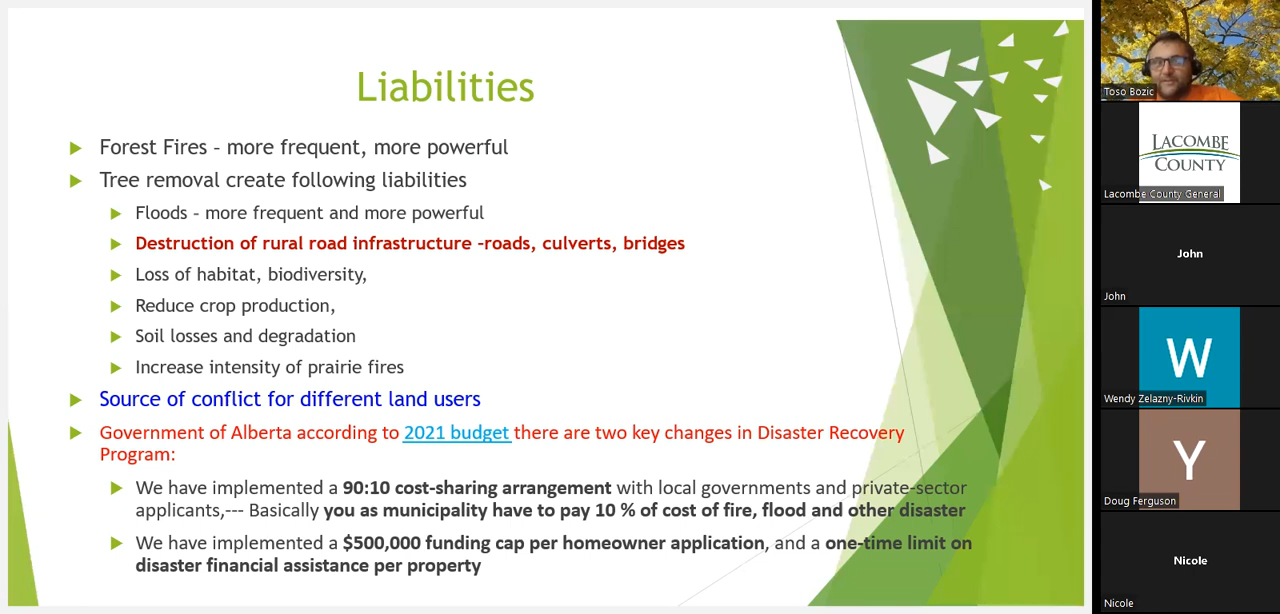 Liabilities
Forest Fires - more frequent, more powerful
Tree removal create following liabilities
Floods - more frequent and more powerful
Destruction of rural road infrastructure -roads, culverts, bridges
Loss of habitat, biodiversity,
Reduce crop production,
Soil losses and degradation
Increase intensity of prairie fires
Source of conflict for different land users
Government of Alberta according to 2021 budget there are two key changes in Disaster Recovery
Program:
We have implemented a 90:10 cost-sharing arrangement with local governments and private-sector
applicants,--- Basically you as municipality have to pay 10 % of cost of fire, flood and other disaster
We have implemented a $500,000 funding cap per homeowner application, and a one-time limit on
disaster financial assistance per property
Toso Bozic
LACOMBE
COUNTY
Lacombe County General
John
John
W
Wendy Zelazny-Rivkin
Y
Doug Ferguson
Nicole
Nicole